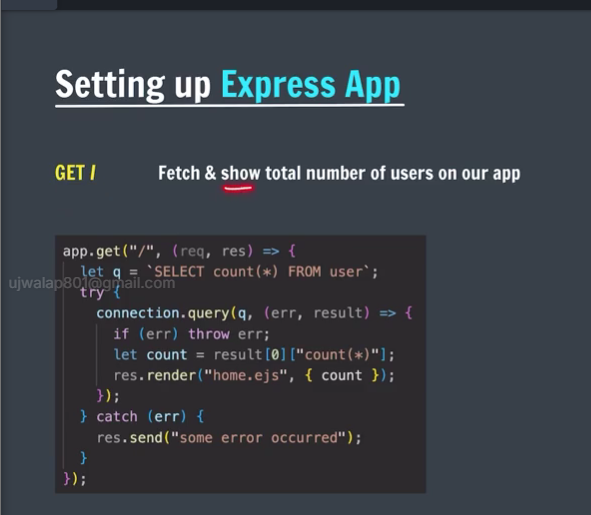 Setting up Express App
GET / Fetch & show total number of users on our app
app.get("/", (req, res) => {
let q = `SELECT count(*) FROM user`;
ujwalap801@gmail.com
try {
connection.query(q, (err, result) => {
if (err) throw err;
let count = result[0]["count(*)"];
res.render("home.ejs", { count });
});
} catch (err) {
res.send("some error occurred");
}
});